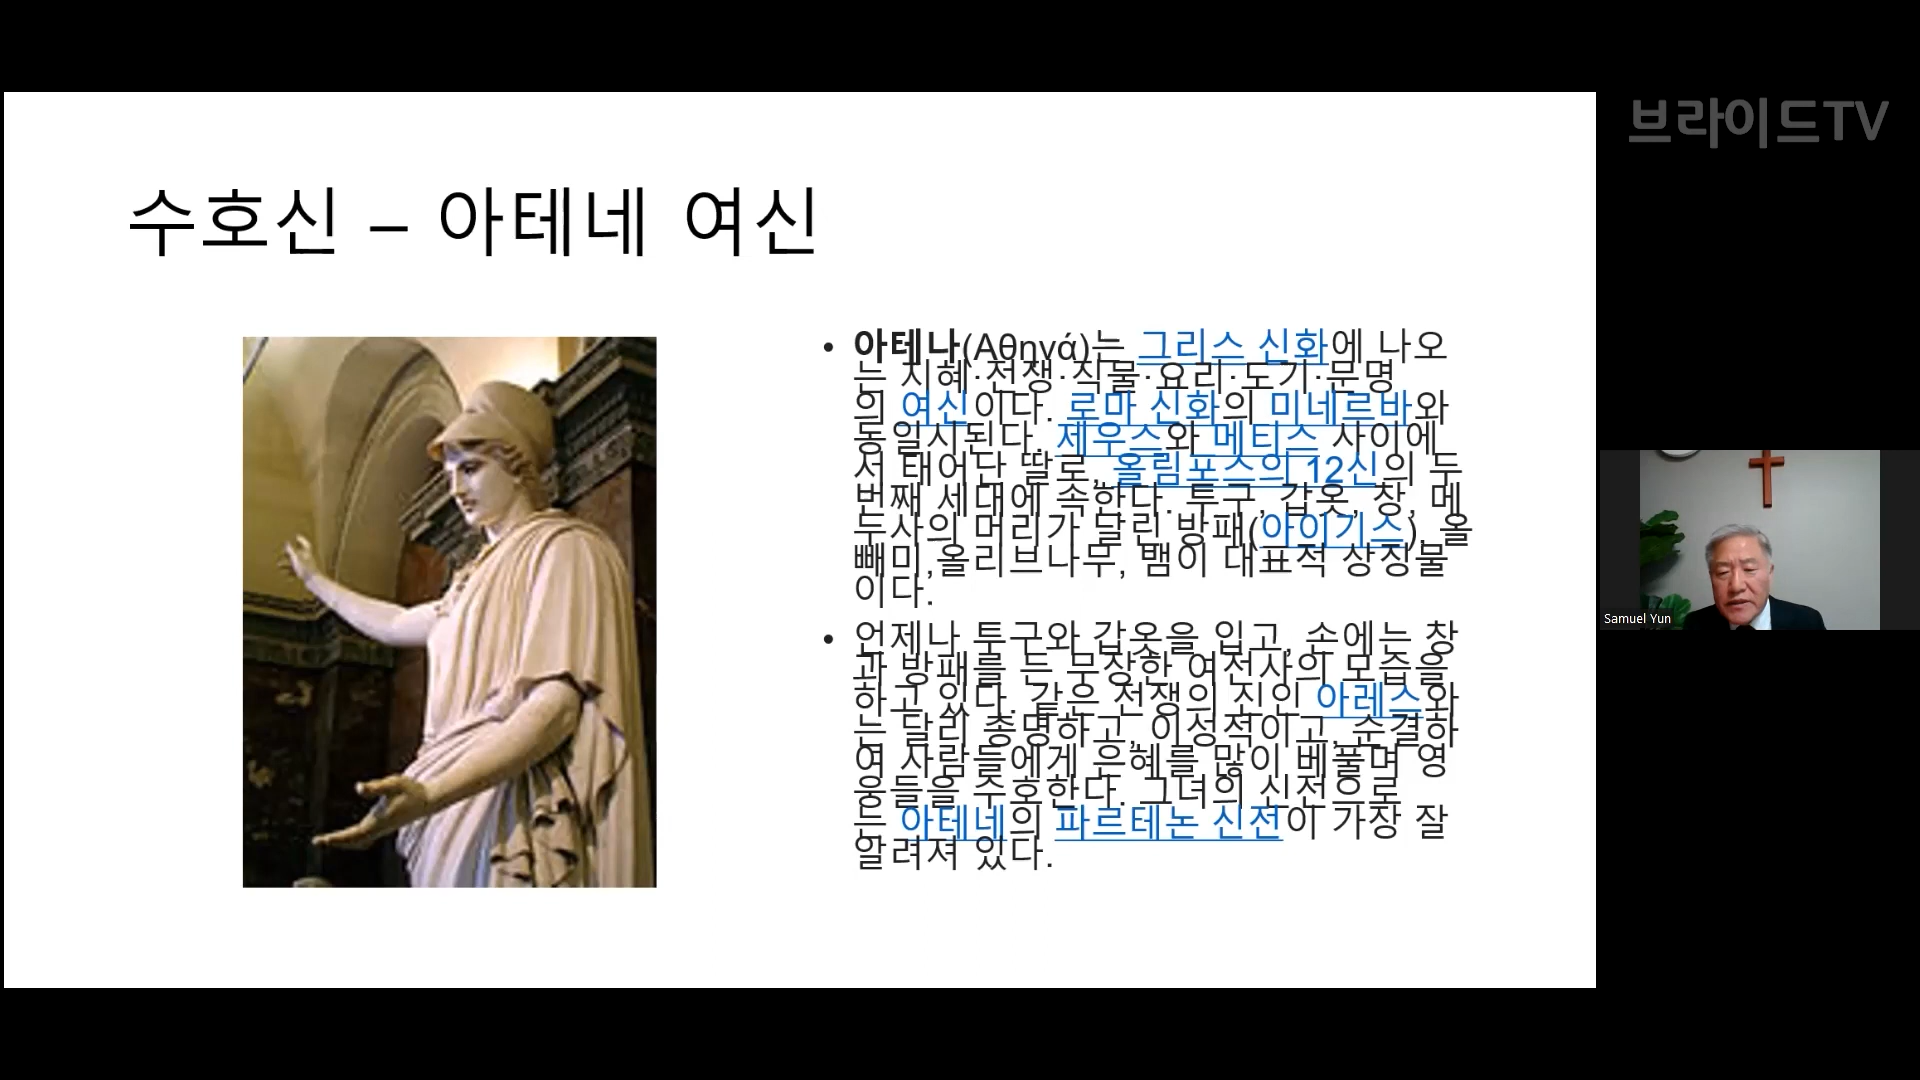 브라이드TV
수호신 – 아테네 여신
• 아테나(Αθηνά)는 그리스 신화에 나오
는 지혜·전쟁·직물·요리·도기·문명
의 여신이다. 로마 신화의 미네르바와
동일시된다. 제우스와 메티스 사이에
서 태어난 딸로, 올림포스의 12신의 두
번째 세대에 속한다. 투구, 갑옷, 창, 메
두사의 머리가 달린 방패(아이기스), 올
빼미,올리브나무, 뱀이 대표적 상징물
이다.
• 언제나 투구와 갑옷을 입고, 손에는 창
과 방패를 든 무장한 여전사의 모습을
하고 있다. 같은 전쟁의 신인 아레스와
는 달리 총명하고, 이성적이고, 순결하
여 사람들에게 은혜를 많이 베풀며 영
웅들을 수호한다. 그녀의 신전으로
는 아테네의 파르테논 신전이 가장 잘
알려져 있다.
Samuel Yun